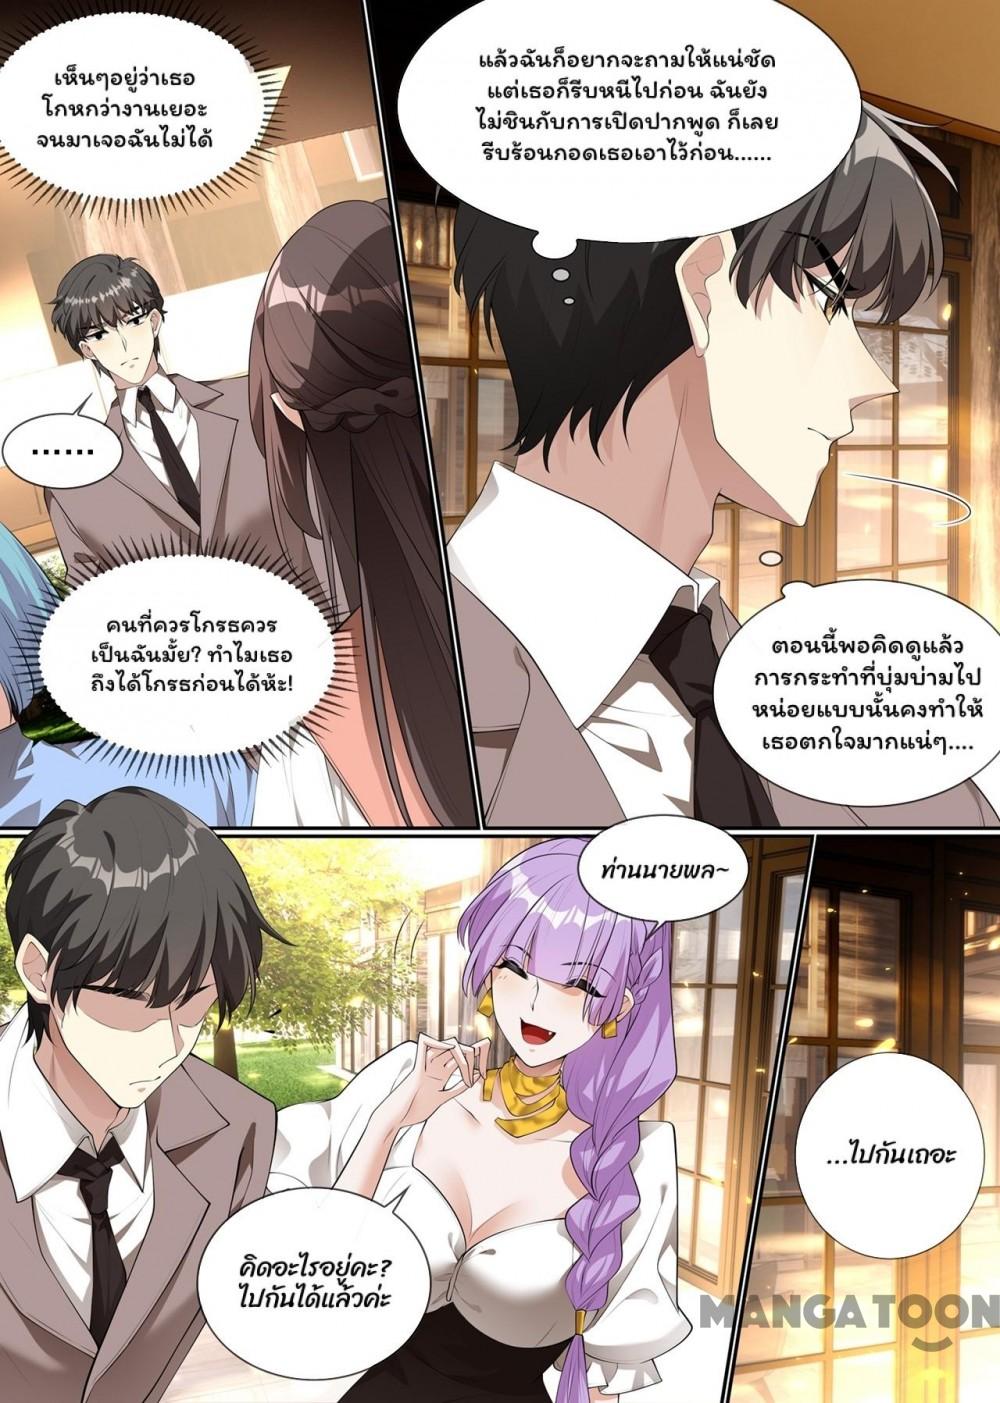 เห็นๆอยู่ว่าเธอ
โกหกว่างานเยอะ
จนมาเจอฉันไม่ได้
......
คนที่ควรโกรธควร
เป็นฉันมั้ย? ทำไมเธอ
ถึงได้โกรธก่อนได้ห้ะ!
แล้วฉันก็อยากจะถามให้แน่ชัด
แต่เธอก็รีบหนีไปก่อน ฉันยัง
ไม่ชินกับการเปิดปากพูด ก็เลย
รีบร้อนกอดเธอเอาไว้ก่อน......
ตอนนี้พอคิดดูแล้ว
การกระทำที่บุ่มบ่ามไป
หน่อยแบบนั้นคงทำให้
เธอตกใจมากแน่ๆ....
ท่านนายพล~
คิดอะไรอยู่คะ?
ไปกันได้แล้วค่ะ
...ไปกันเถอะ
MANGATOON